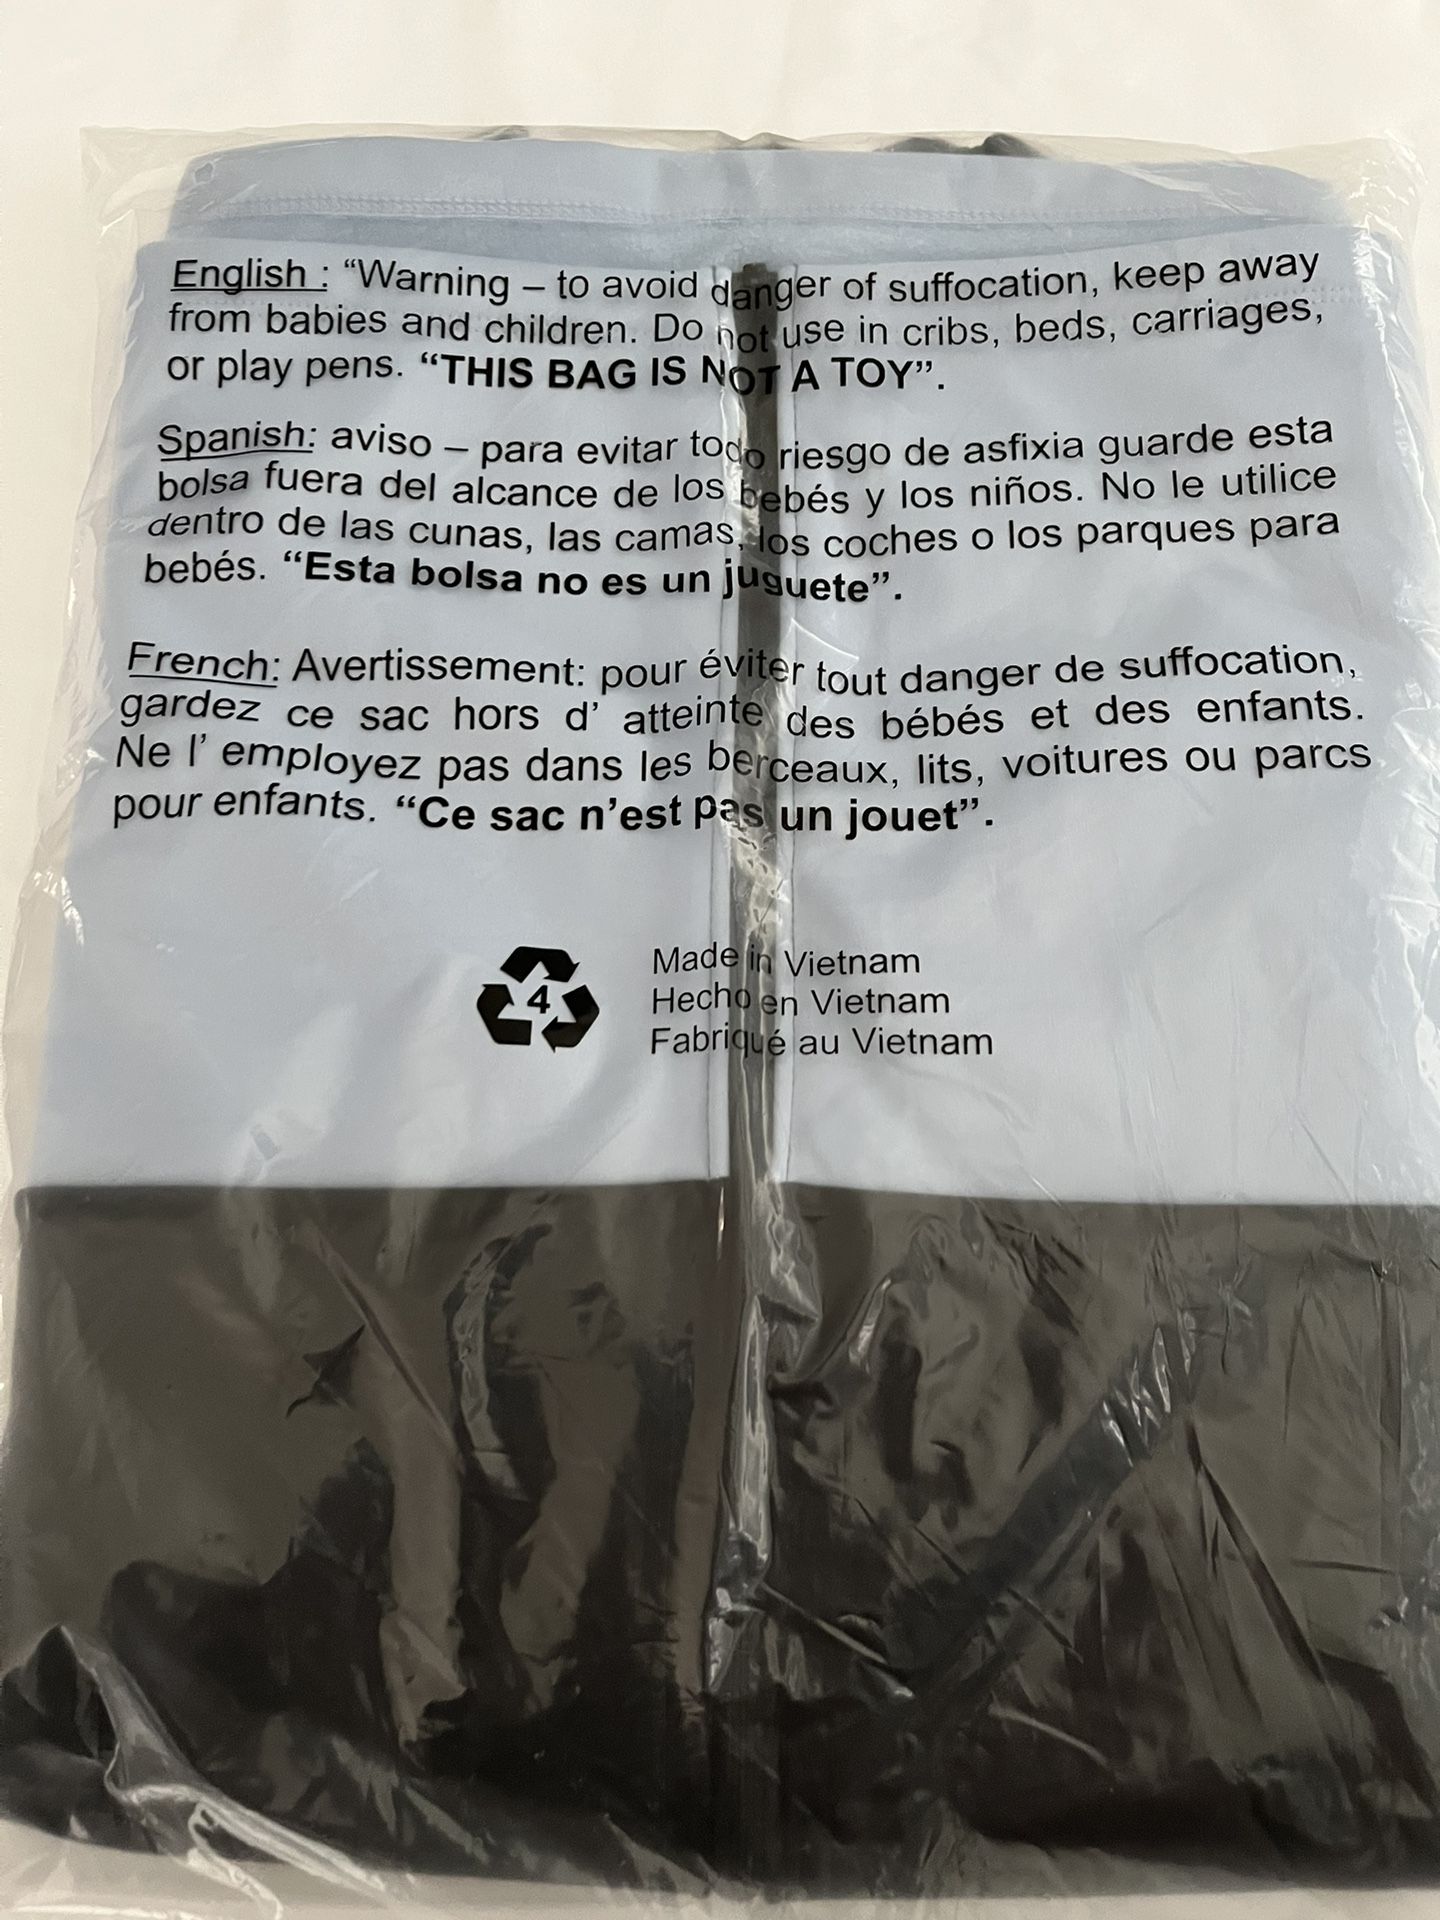 English : “Warning – to avoid danger of suffocation, keep away
from babies and children. Do not use in cribs, beds, carriages,
or play pens. “THIS BAG IS NOT A TOY”.
Spanish: aviso – para evitar todo riesgo de asfixia guarde esta
bolsa fuera del alcance de los bebés y los niños. No le utilice
dentro de las cunas, las camas, los coches o los parques para
bebés. “Esta bolsa no es un juguete”.
French: Avertissement: pour éviter tout danger de suffocation,
gardez ce sac hors d’ atteinte des bébés et des enfants.
Ne l’ employez pas dans les berceaux, lits, voitures ou parcs
pour enfants. “Ce sac n’est pas un jouet”.
4
Made in Vietnam
Hecho en Vietnam
Fabriqué au Vietnam